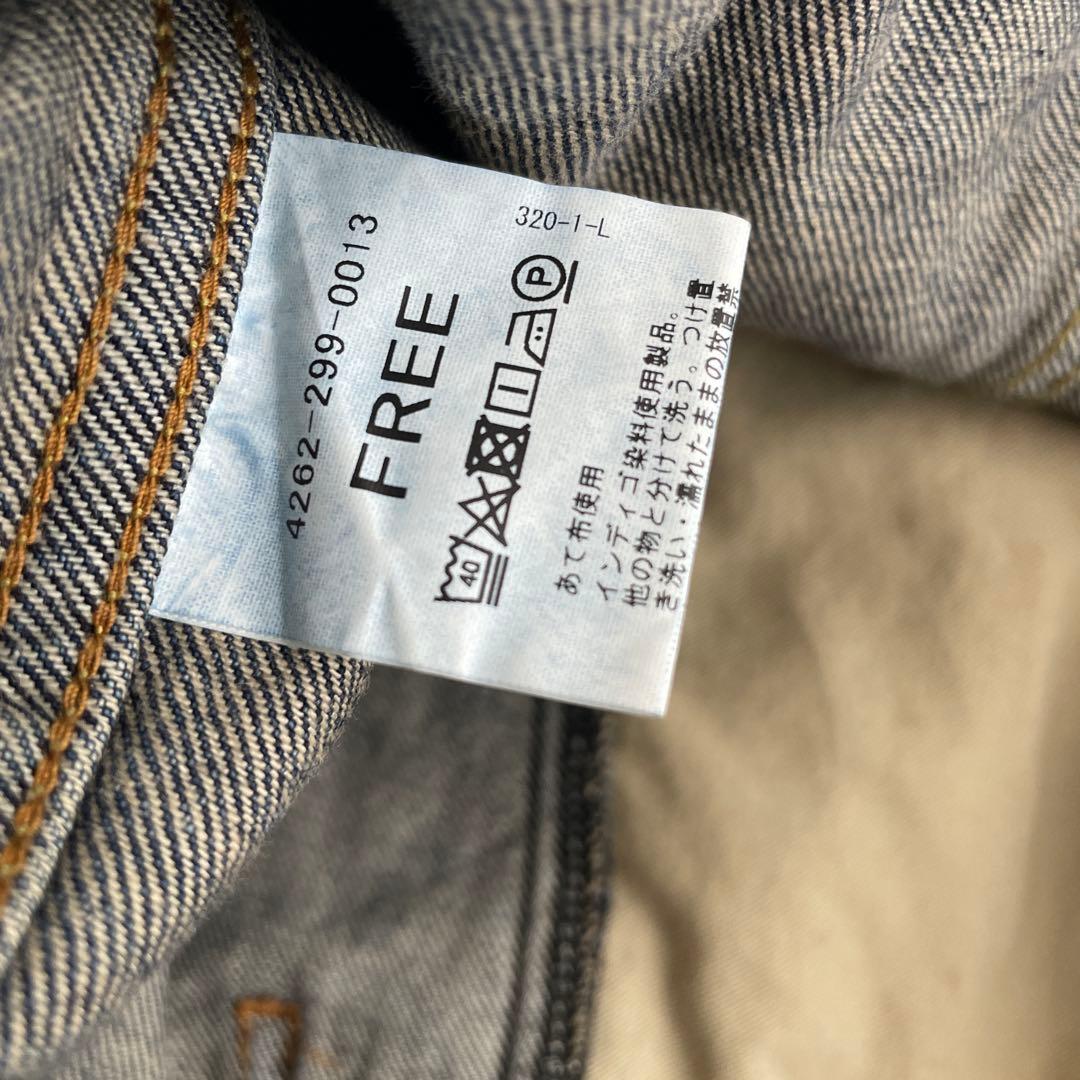 320-1-L
4262-299-0013
FREE
40
P
あて布使用
インディゴ染料使用製品。
他の物と分けて洗う。つけ置
き洗い・濡れたままの放置禁